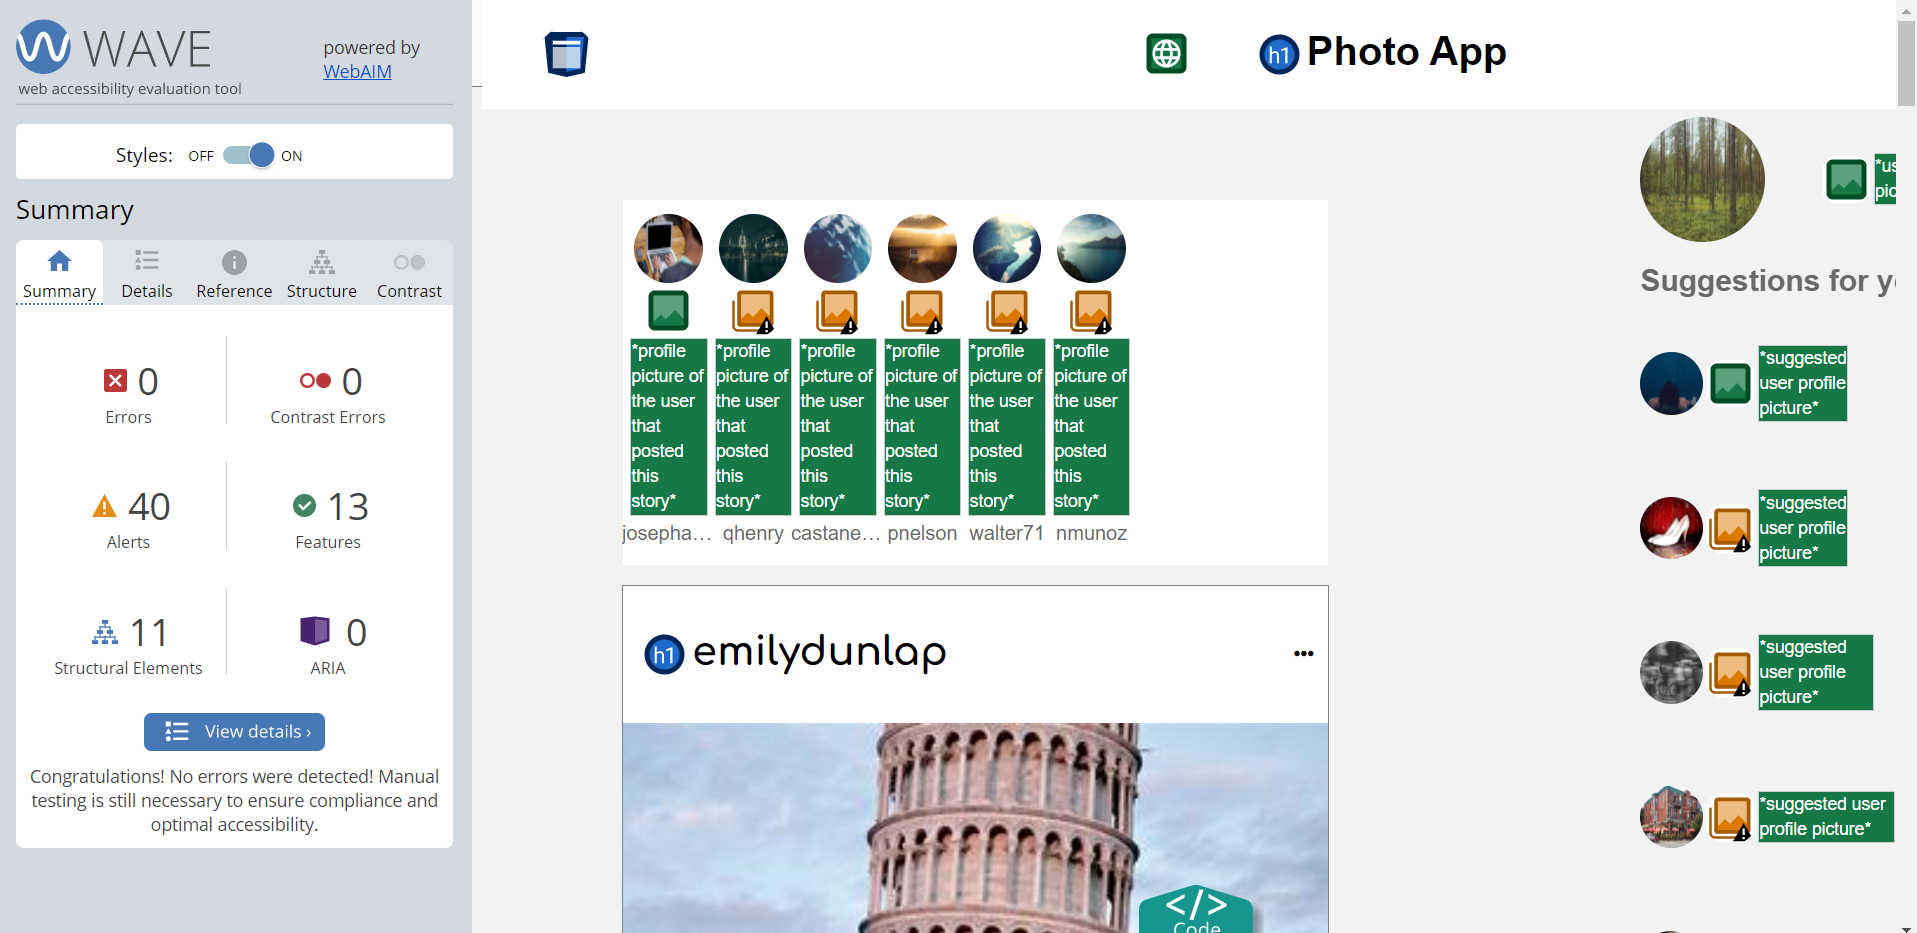 WAVE
powered by
WebAIM
web accessibility evaluation tool
Styles: OFF ON
Summary
Summary Details Reference Structure Contrast
0
Errors
0
Contrast Errors
40
Alerts
13
Features
11
Structural Elements
0
ARIA
View details ›
Congratulations! No errors were detected! Manual
testing is still necessary to ensure compliance and
optimal accessibility.
h1 Photo App
*profile
picture of
the user
that
posted
this
story*
*profile
picture of
the user
that
posted
this
story*
*profile
picture of
the user
that
posted
this
story*
*profile
picture of
the user
that
posted
this
story*
*profile
picture of
the user
that
posted
this
story*
*profile
picture of
the user
that
posted
this
story*
josepha… qhenry castane… pnelson walter71 nmunoz
h1 emilydunlap
</>
Code
Suggestions for
*suggested
user profile
picture*
*suggested
user profile
picture*
*suggested
user profile
picture*
*suggested user
profile picture*